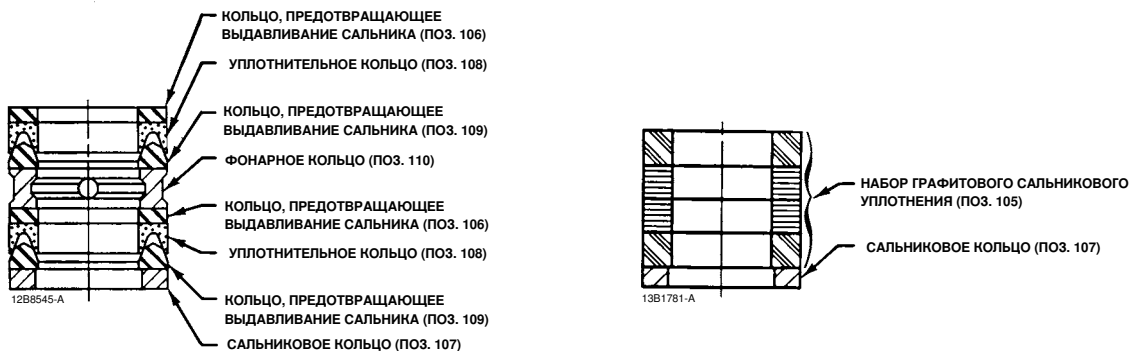 КОЛЬЦО, ПРЕДОТВРАЩАЮЩЕЕ
ВЫДАВЛИВАНИЕ САЛЬНИКА (ПОЗ. 106)
УПЛОТНИТЕЛЬНОЕ КОЛЬЦО (ПОЗ. 108)
КОЛЬЦО, ПРЕДОТВРАЩАЮЩЕЕ
ВЫДАВЛИВАНИЕ САЛЬНИКА (ПОЗ. 109)
ФОНАРНОЕ КОЛЬЦО (ПОЗ. 110)
КОЛЬЦО, ПРЕДОТВРАЩАЮЩЕЕ
ВЫДАВЛИВАНИЕ САЛЬНИКА (ПОЗ. 106)
УПЛОТНИТЕЛЬНОЕ КОЛЬЦО (ПОЗ. 108)
КОЛЬЦО, ПРЕДОТВРАЩАЮЩЕЕ
ВЫДАВЛИВАНИЕ САЛЬНИКА (ПОЗ. 109)
САЛЬНИКОВОЕ КОЛЬЦО (ПОЗ. 107)
12B8545-A
НАБОР ГРАФИТОВОГО САЛЬНИКОВОГО
УПЛОТНЕНИЯ (ПОЗ. 105)
САЛЬНИКОВОЕ КОЛЬЦО (ПОЗ. 107)
13B1781-A